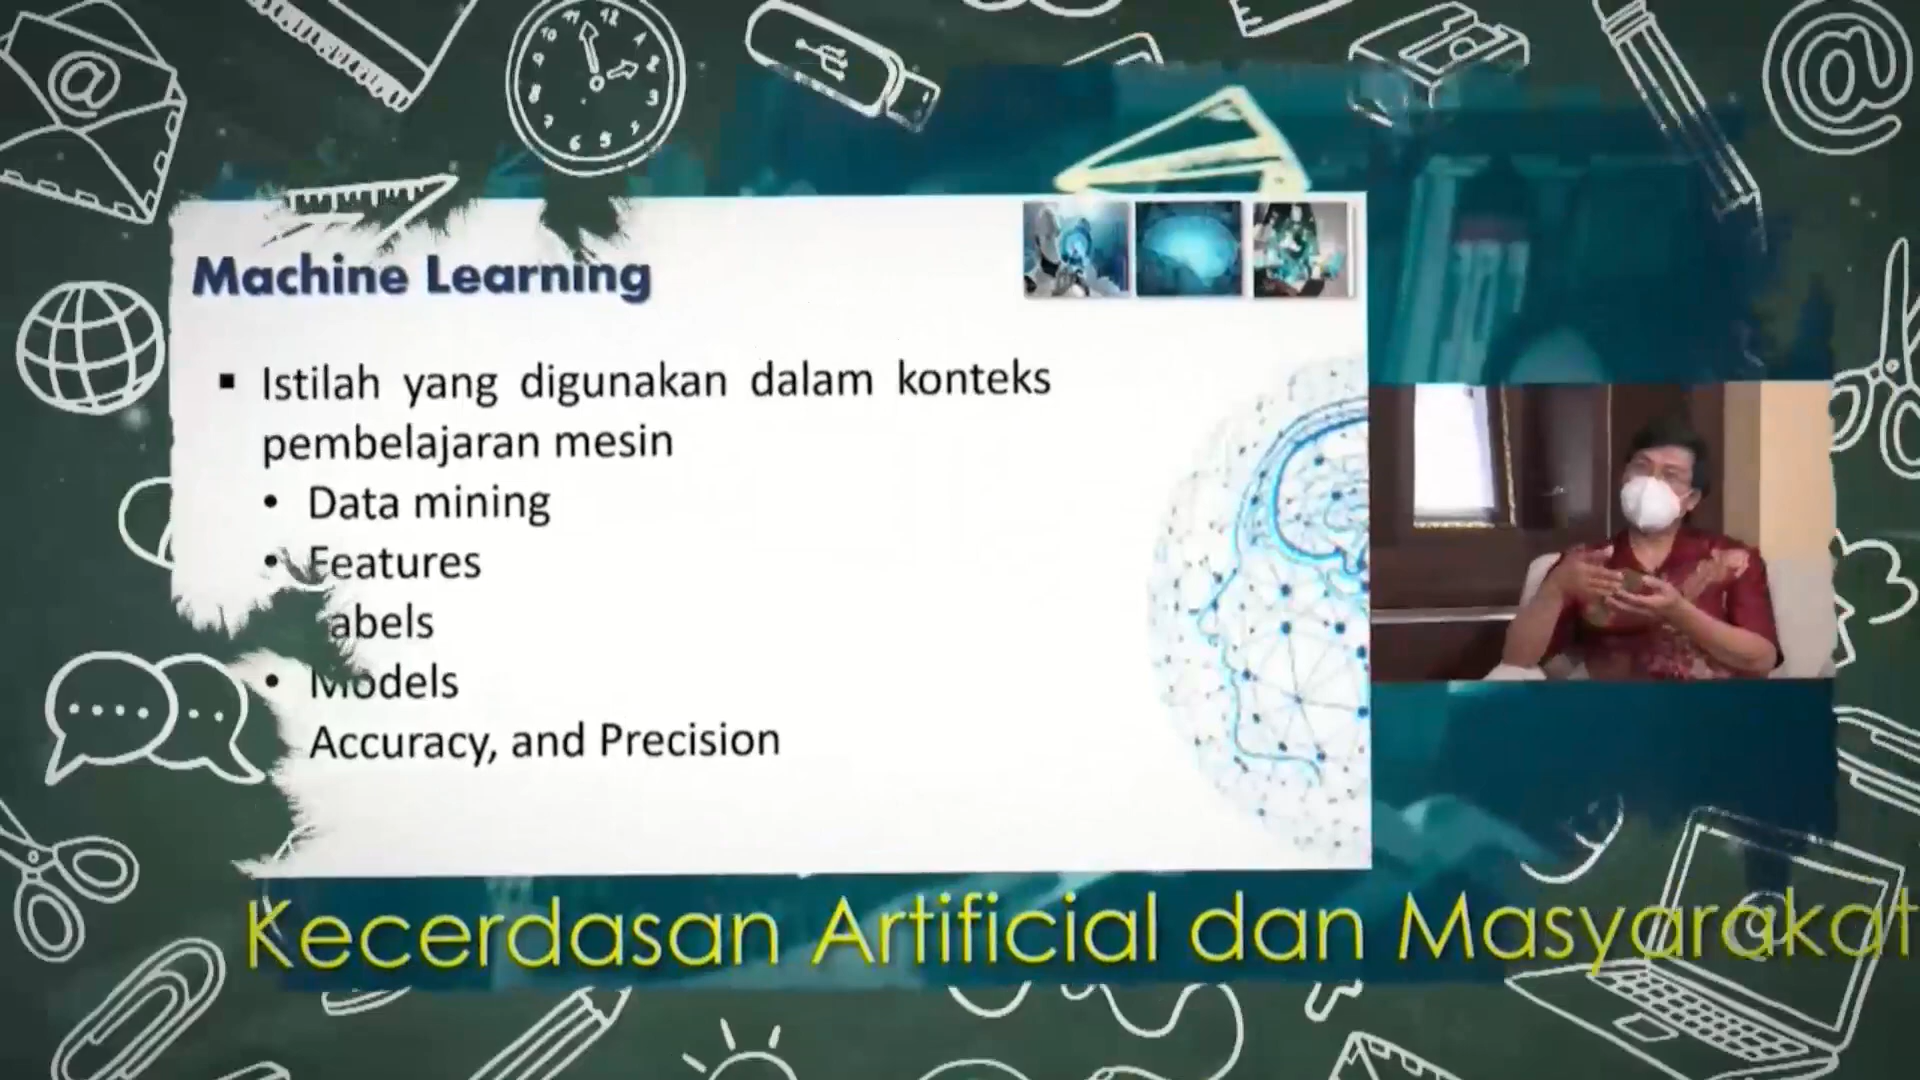 Machine Learning
▪ Istilah yang digunakan dalam konteks
pembelajaran mesin
• Data mining
• Features
abels
• Models
Accuracy, and Precision
Kecerdasan Artificial dan Masyarakat